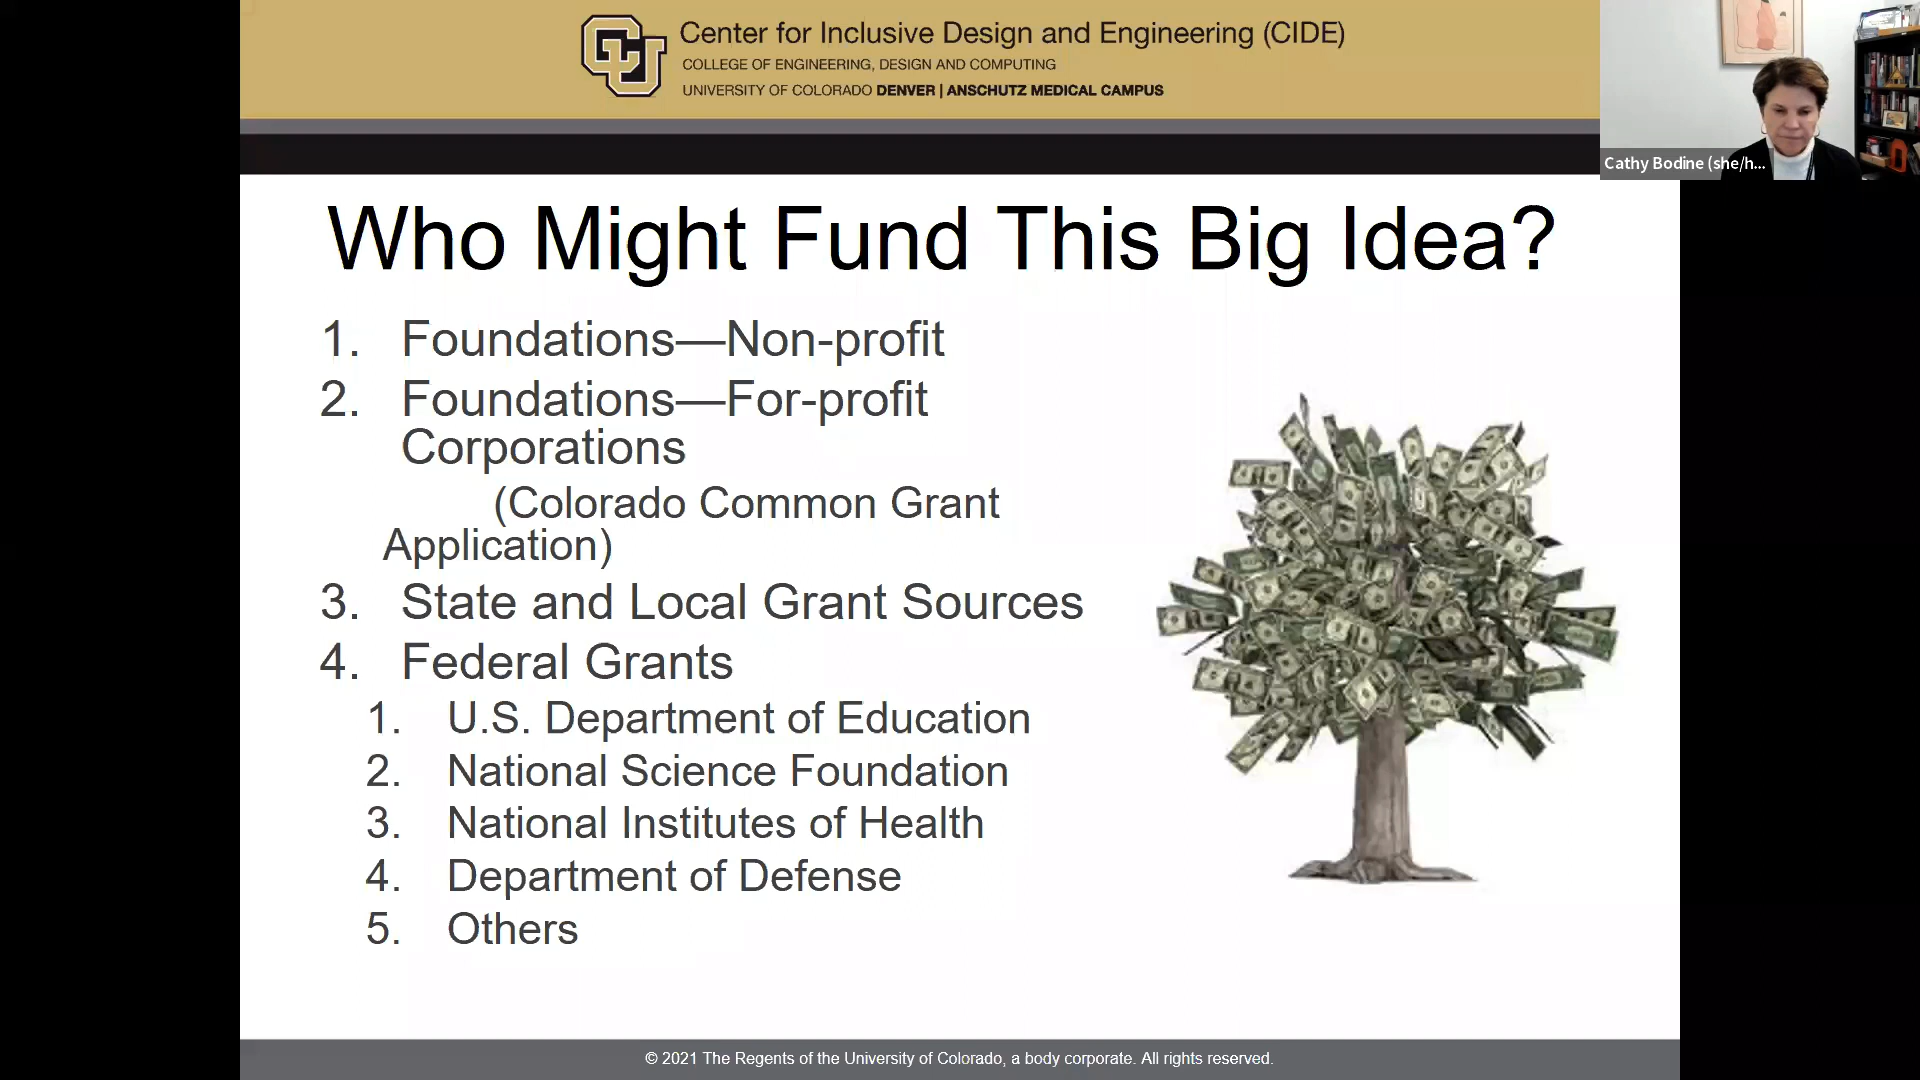 Center for Inclusive Design and Engineering (CIDE)
COLLEGE OF ENGINEERING, DESIGN AND COMPUTING
UNIVERSITY OF COLORADO DENVER | ANSCHUTZ MEDICAL CAMPUS
Cathy Bodine (she/h...
Who Might Fund This Big Idea?
1. Foundations—Non-profit
2. Foundations—For-profit
Corporations
(Colorado Common Grant
Application)
3. State and Local Grant Sources
4. Federal Grants
1. U.S. Department of Education
2. National Science Foundation
3. National Institutes of Health
4. Department of Defense
5. Others
© 2021 The Regents of the University of Colorado, a body corporate. All rights reserved.